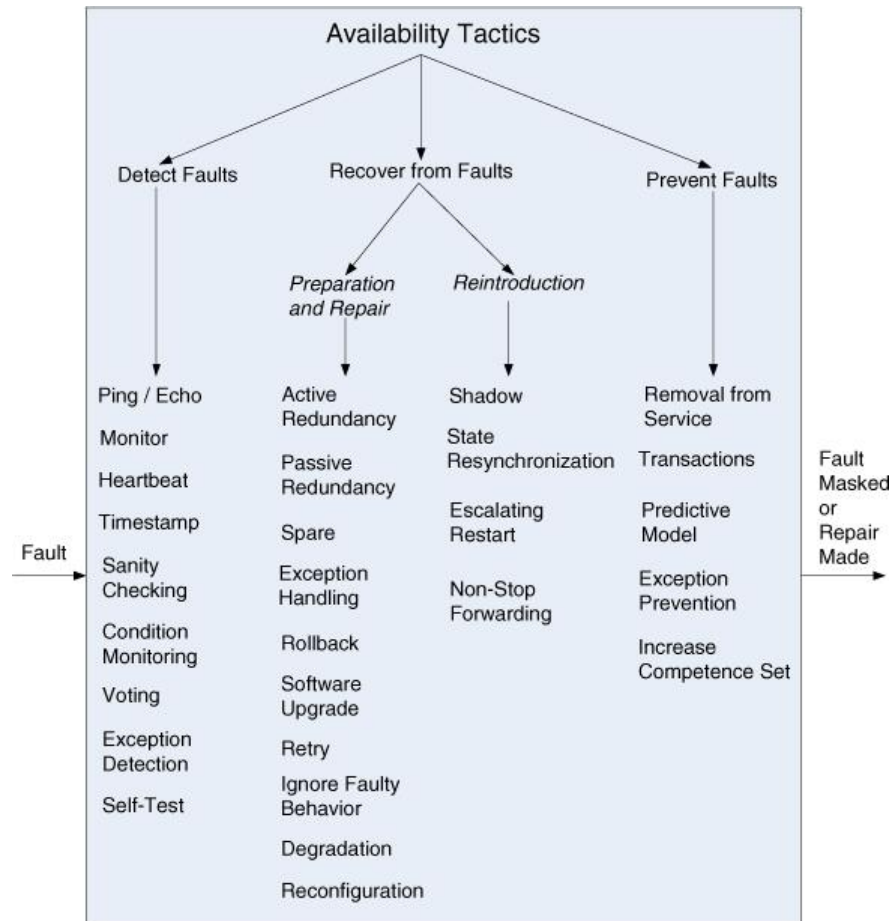 Availability Tactics
Detect Faults
Recover from Faults
Prevent Faults
Preparation
and Repair
Reintroduction
Fault
Ping / Echo
Monitor
Heartbeat
Timestamp
Sanity
Checking
Condition
Monitoring
Voting
Exception
Detection
Self-Test
Active
Redundancy
Passive
Redundancy
Spare
Exception
Handling
Rollback
Software
Upgrade
Retry
Ignore Faulty
Behavior
Degradation
Reconfiguration
Shadow
State
Resynchronization
Escalating
Restart
Non-Stop
Forwarding
Removal from
Service
Transactions
Predictive
Model
Exception
Prevention
Increase
Competence Set
Fault
Masked
or
Repair
Made